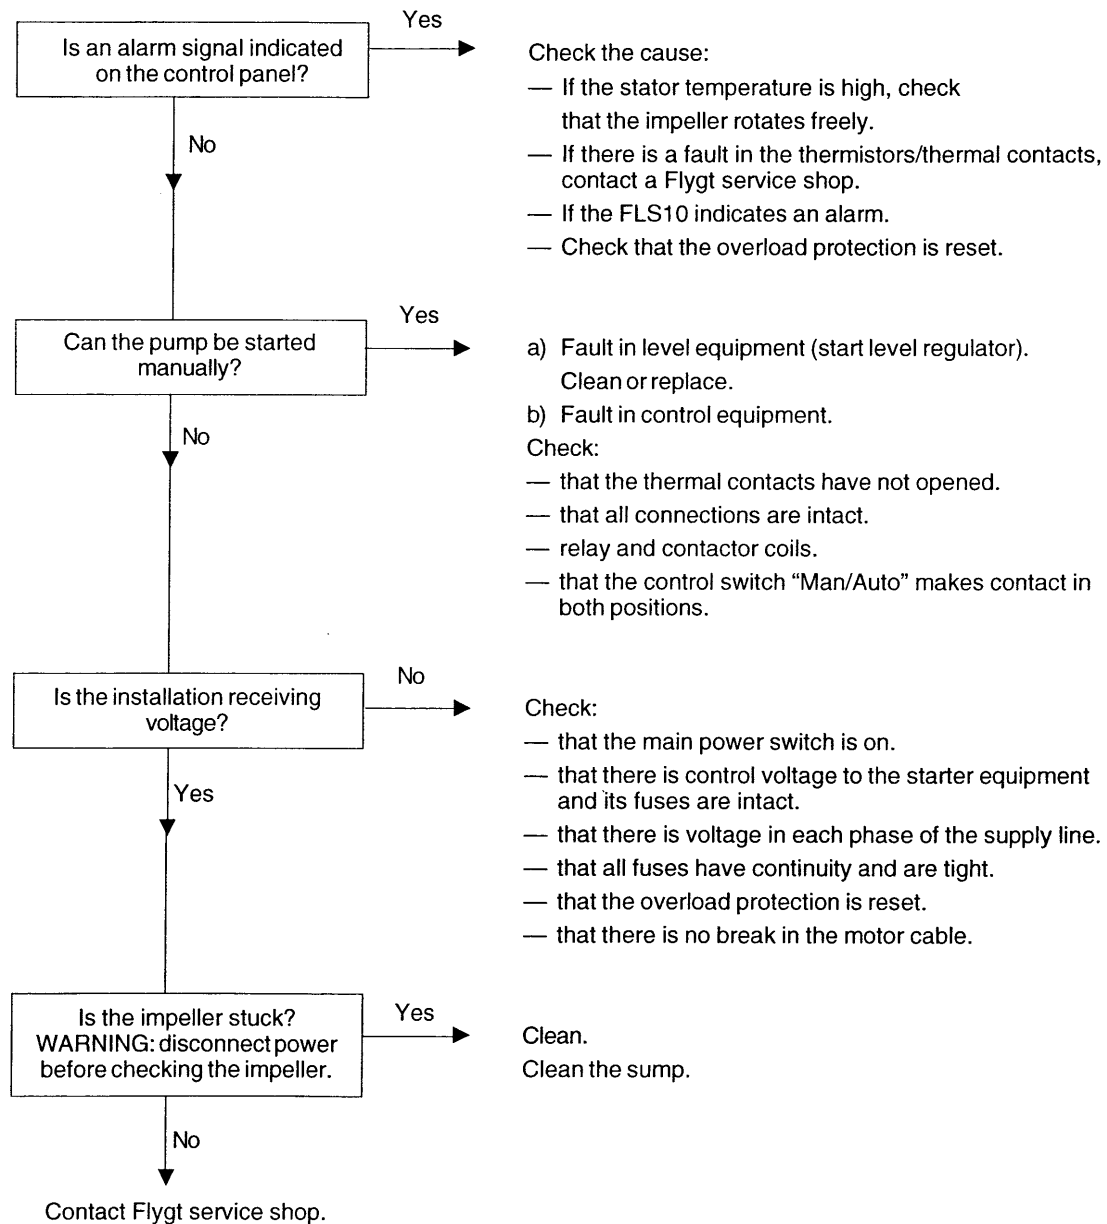 Yes
Is an alarm signal indicated
on the control panel?
Check the cause:
— If the stator temperature is high, check
that the impeller rotates freely.
— If there is a fault in the thermistors/thermal contacts,
contact a Flygt service shop.
— If the FLS10 indicates an alarm.
— Check that the overload protection is reset.
No
Yes
Can the pump be started
manually?
a) Fault in level equipment (start level regulator).
Clean or replace.
b) Fault in control equipment.
Check:
— that the thermal contacts have not opened.
— that all connections are intact.
— relay and contactor coils.
— that the control switch “Man/Auto” makes contact in
both positions.
No
No
Is the installation receiving
voltage?
Check:
— that the main power switch is on.
— that there is control voltage to the starter equipment
and its fuses are intact.
— that there is voltage in each phase of the supply line.
— that all fuses have continuity and are tight.
— that the overload protection is reset.
— that there is no break in the motor cable.
Yes
Yes
Is the impeller stuck?
WARNING: disconnect power
before checking the impeller.
Clean.
Clean the sump.
No
Contact Flygt service shop.